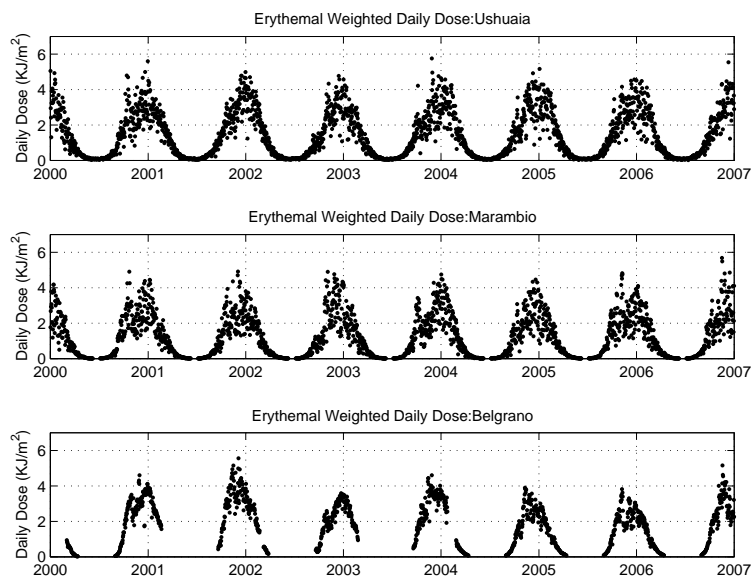 Erythemal Weighted Daily Dose:Ushuaia
Daily Dose (KJ/m²)
6
4
2
0
2000 2001 2002 2003 2004 2005 2006 2007
Erythemal Weighted Daily Dose:Marambio
Daily Dose (KJ/m²)
6
4
2
0
2000 2001 2002 2003 2004 2005 2006 2007
Erythemal Weighted Daily Dose:Belgrano
Daily Dose (KJ/m²)
6
4
2
0
2000 2001 2002 2003 2004 2005 2006 2007